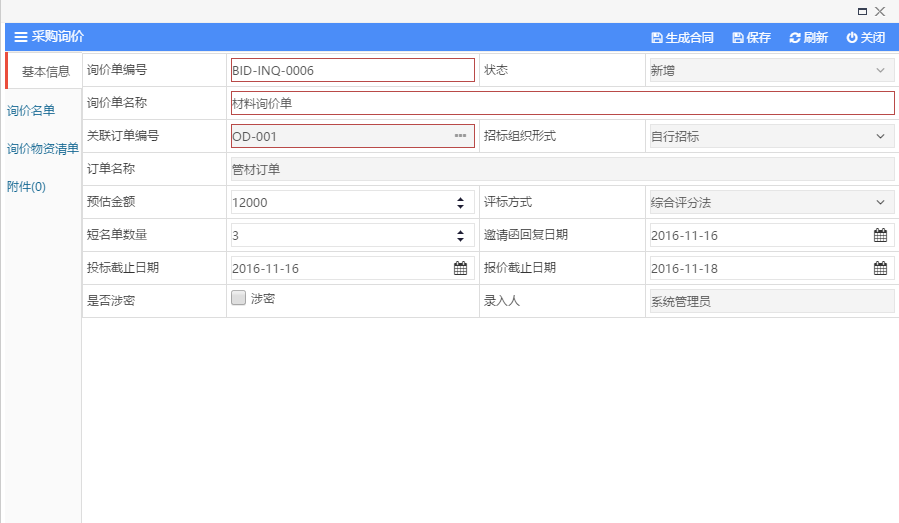 采购询价 生成合同 保存 刷新 关闭
基本信息
询价名单
询价物资清单
附件(0)
询价单编号 BID-INQ-0006 状态 新增
询价单名称 材料询价单
关联订单编号 OD-001 招标组织形式 自行招标
订单名称 管材订单
预估金额 12000 评标方式 综合评分法
短名单数量 3 邀请函回复日期 2016-11-16
投标截止日期 2016-11-16 报价截止日期 2016-11-18
是否涉密 涉密 录入人 系统管理员